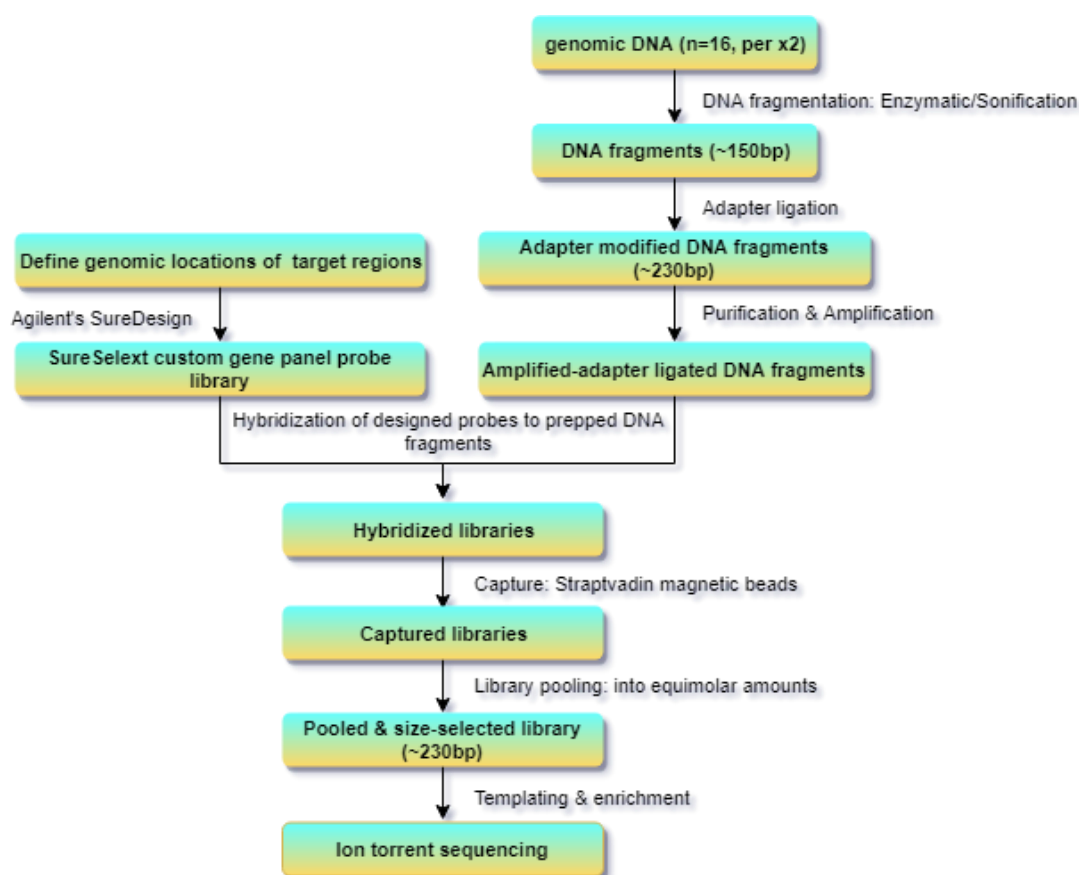 genomic DNA (n=16, per x2)
DNA fragmentation: Enzymatic/Sonification
DNA fragments (~150bp)
Adapter ligation
Adapter modified DNA fragments
(~230bp)
Define genomic locations of target regions
Purification & Amplification
Agilent's SureDesign
SureSelext custom gene panel probe
library
Amplified-adapter ligated DNA fragments
Hybridization of designed probes to prepped DNA
fragments
Hybridized libraries
Capture: Straptvadin magnetic beads
Captured libraries
Library pooling: into equimolar amounts
Pooled & size-selected library
(~230bp)
Templating & enrichment
Ion torrent sequencing